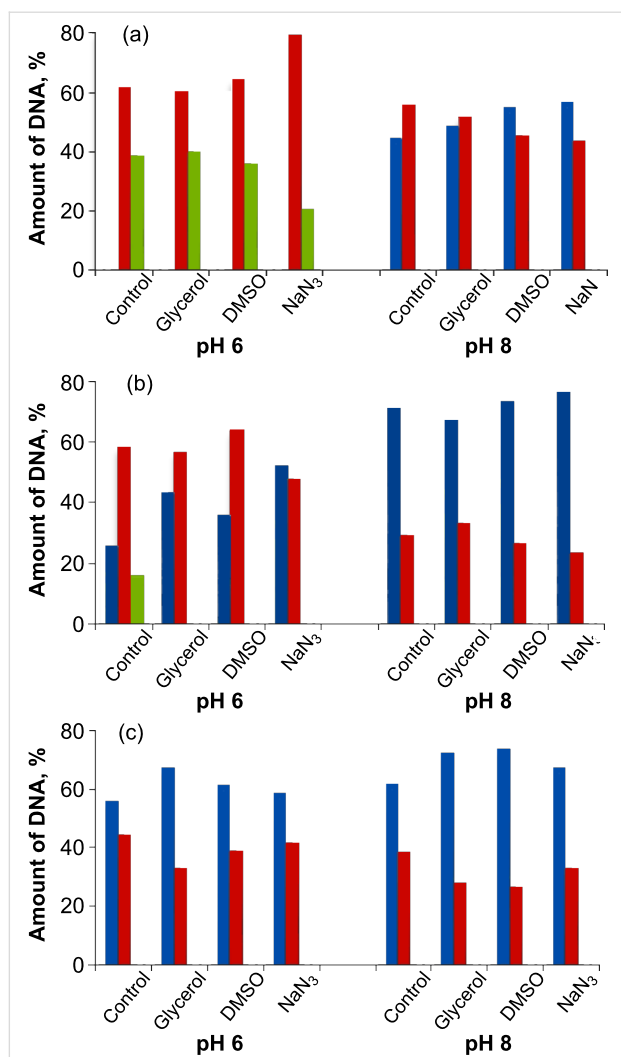 (a)
Amount of DNA, %
80
60
40
20
0
Control Glycerol DMSO NaN3 Control Glycerol DMSO NaN
pH 6 pH 8
(b)
Amount of DNA, %
80
60
40
20
0
Control Glycerol DMSO NaN3 Control Glycerol DMSO NaN
pH 6 pH 8
(c)
Amount of DNA, %
80
60
40
20
0
Control Glycerol DMSO NaN3 Control Glycerol DMSO NaN3
pH 6 pH 8